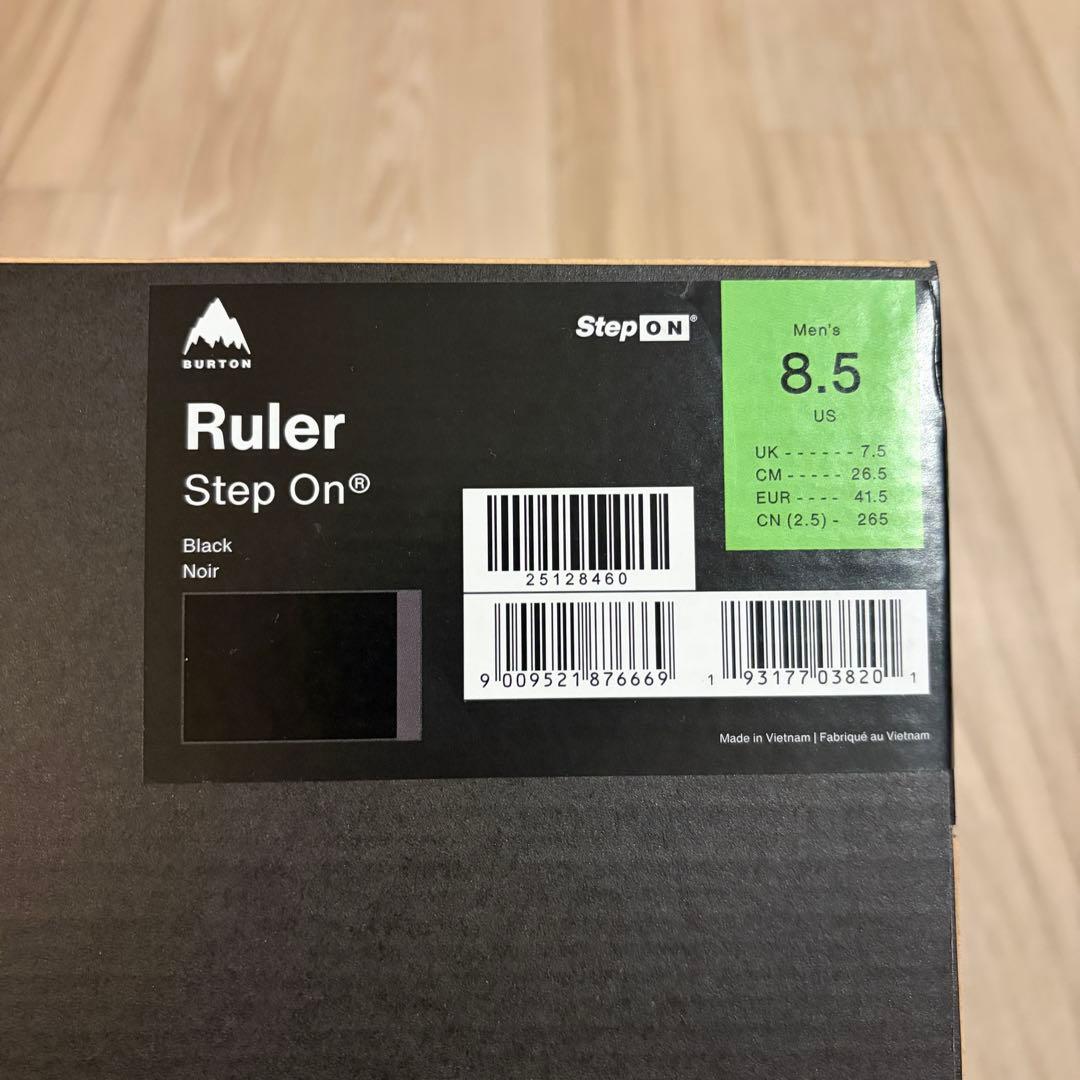 BURTON
Ruler
Step On®
Black
Noir
Step ON®
Men's
8.5
US
UK - - - - - - 7.5
CM - - - - - 26.5
EUR - - - - 41.5
CN (2.5) - 265
25128460
9 009521 876669
1 93177 03820 1
Made in Vietnam | Fabriqué au Vietnam